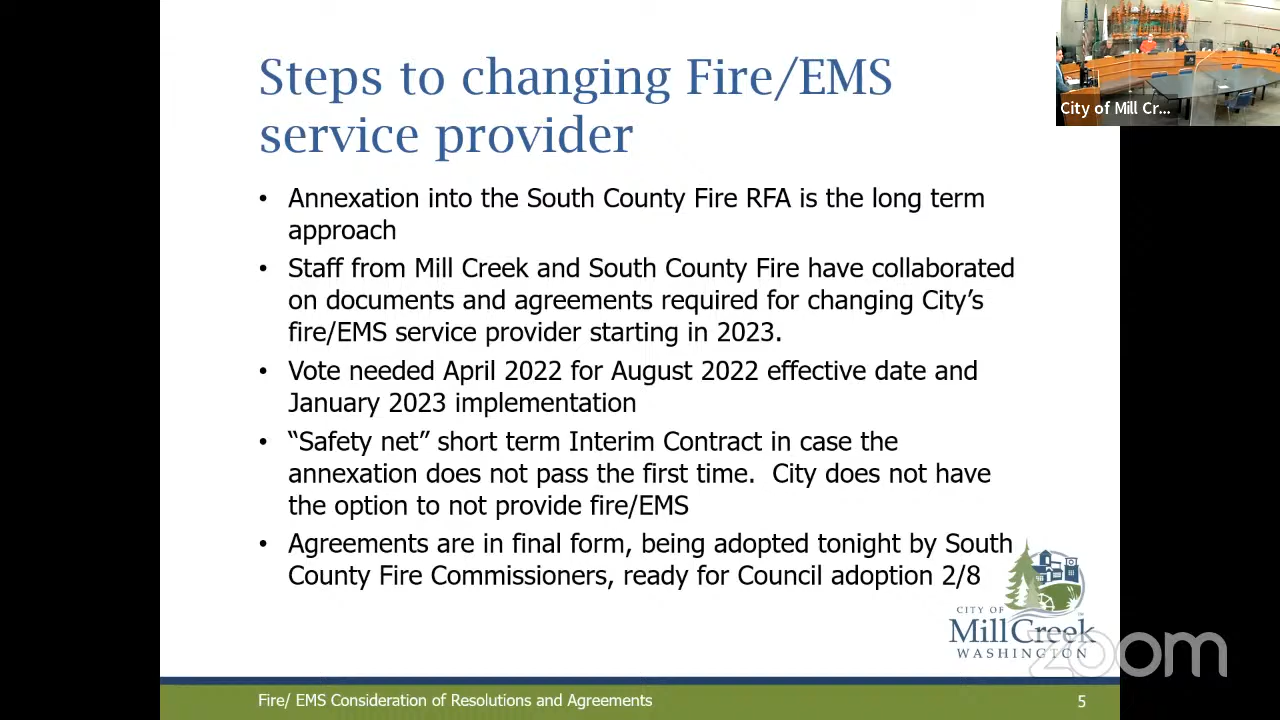 Steps to changing Fire/EMS
service provider
• Annexation into the South County Fire RFA is the long term
approach
• Staff from Mill Creek and South County Fire have collaborated
on documents and agreements required for changing City's
fire/EMS service provider starting in 2023.
• Vote needed April 2022 for August 2022 effective date and
January 2023 implementation
• “Safety net” short term Interim Contract in case the
annexation does not pass the first time.  City does not have
the option to not provide fire/EMS
• Agreements are in final form, being adopted tonight by South
County Fire Commissioners, ready for Council adoption 2/8
CITY OF
Mill Creek
WASHINGTON
zoom
Fire/ EMS Consideration of Resolutions and Agreements
5
City of Mill Cr...